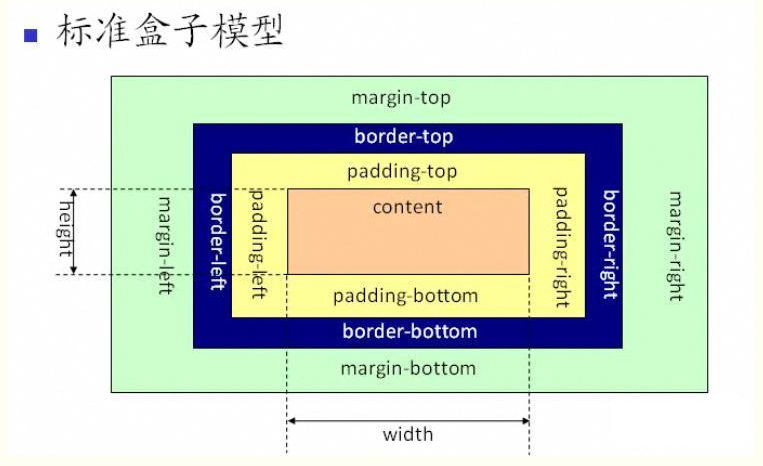 标准盒子模型
margin-top
border-top
padding-top
content
height
margin-left
border-left
padding-left
padding-right
border-right
margin-right
padding-bottom
border-bottom
margin-bottom
width